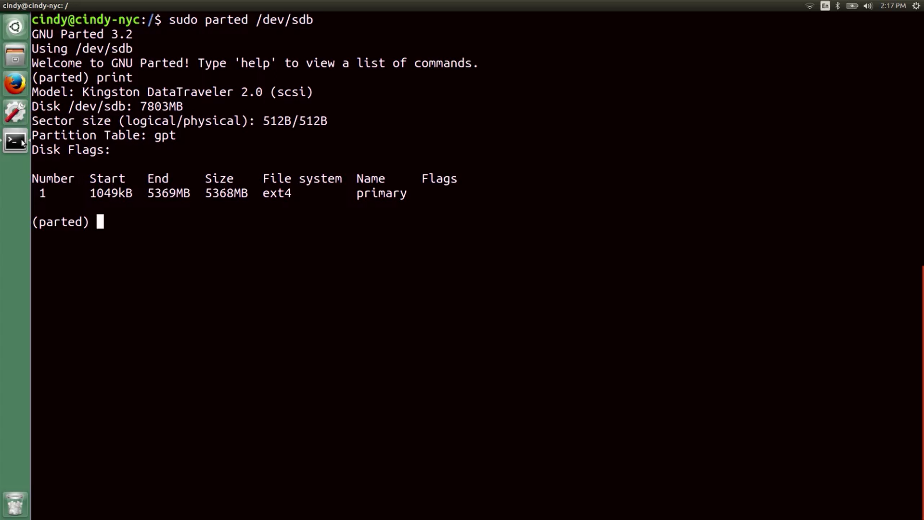 cindy@cindy-nyc: /
En
2:17 PM
cindy@cindy-nyc:/$ sudo parted /dev/sdb
GNU Parted 3.2
Using /dev/sdb
Welcome to GNU Parted! Type 'help' to view a list of commands.
(parted) print
Model: Kingston DataTraveler 2.0 (scsi)
Disk /dev/sdb: 7803MB
Sector size (logical/physical): 512B/512B
Partition Table: gpt
Disk Flags:
Number  Start   End     Size    File system  Name     Flags
1      1049kB  5369MB  5368MB  ext4         primary
(parted)